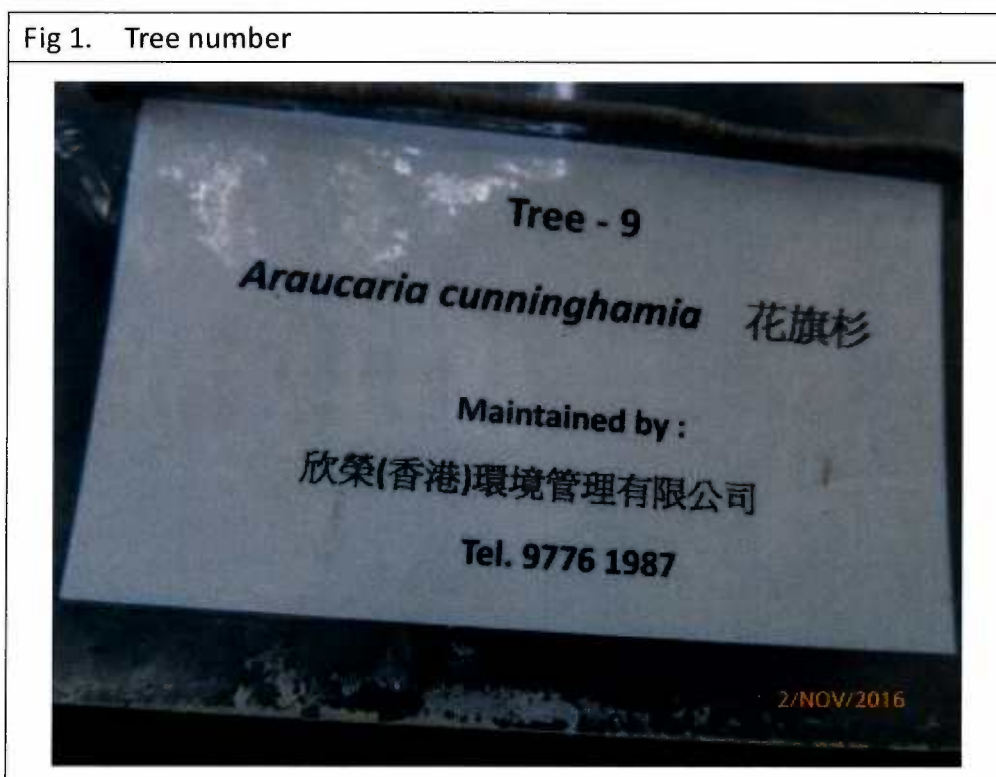 Fig 1. Tree number
Tree - 9
Araucaria cunninghamia 花旗杉
Maintained by :
欣榮(香港)環境管理有限公司
Tel. 9776 1987
2/NOV/2016